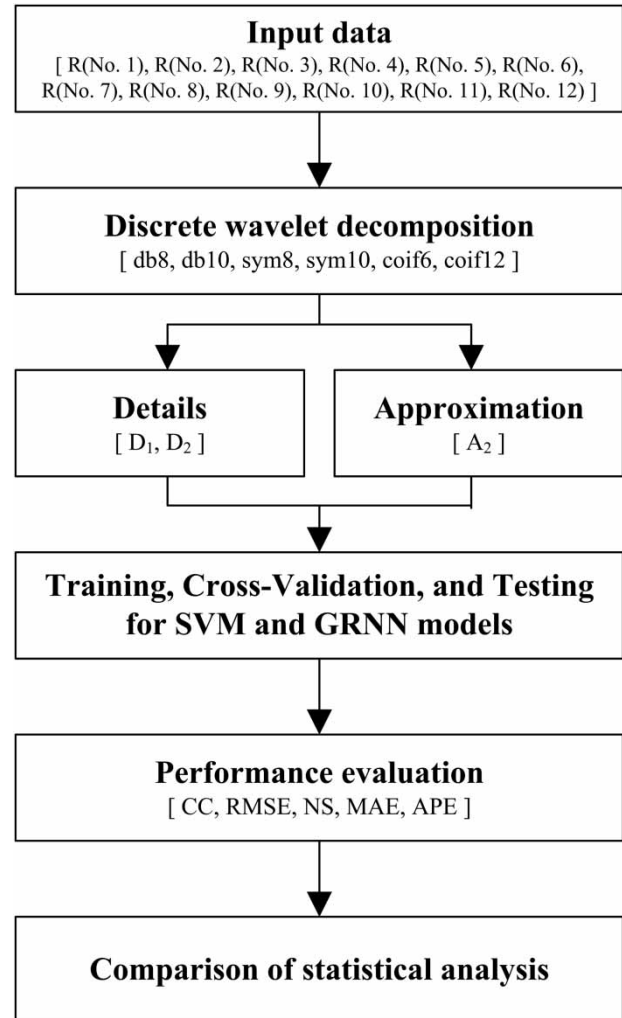 Input data
[ R(No. 1), R(No. 2), R(No. 3), R(No. 4), R(No. 5), R(No. 6),
R(No. 7), R(No. 8), R(No. 9), R(No. 10), R(No. 11), R(No. 12) ]
Discrete wavelet decomposition
[ db8, db10, sym8, sym10, coif6, coif12 ]
Details
[ D₁, D₂ ]
Approximation
[ A₂ ]
Training, Cross-Validation, and Testing
for SVM and GRNN models
Performance evaluation
[ CC, RMSE, NS, MAE, APE ]
Comparison of statistical analysis